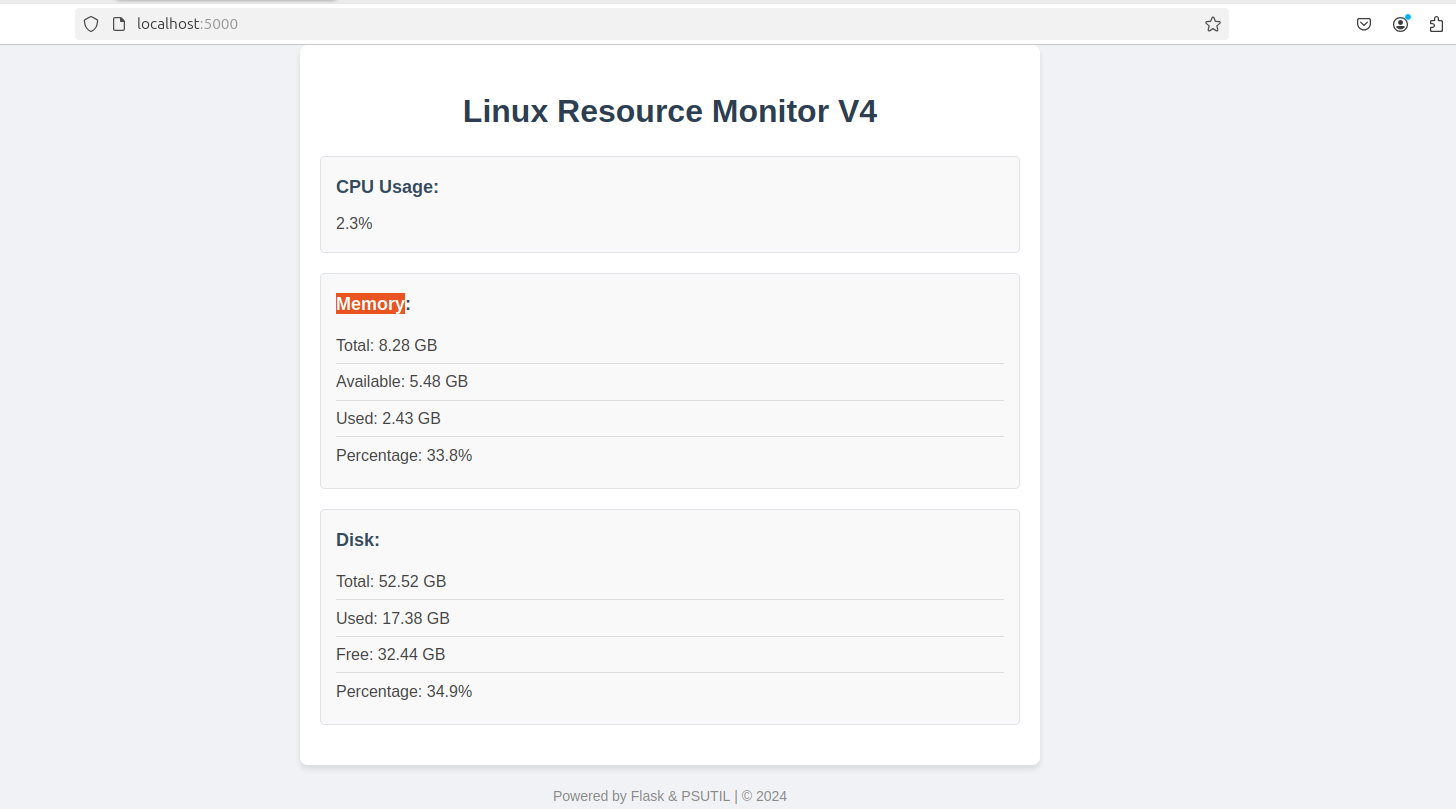 localhost:5000
Linux Resource Monitor V4
CPU Usage:
2.3%
Memory:
Total: 8.28 GB
Available: 5.48 GB
Used: 2.43 GB
Percentage: 33.8%
Disk:
Total: 52.52 GB
Used: 17.38 GB
Free: 32.44 GB
Percentage: 34.9%
Powered by Flask & PSUTIL | © 2024